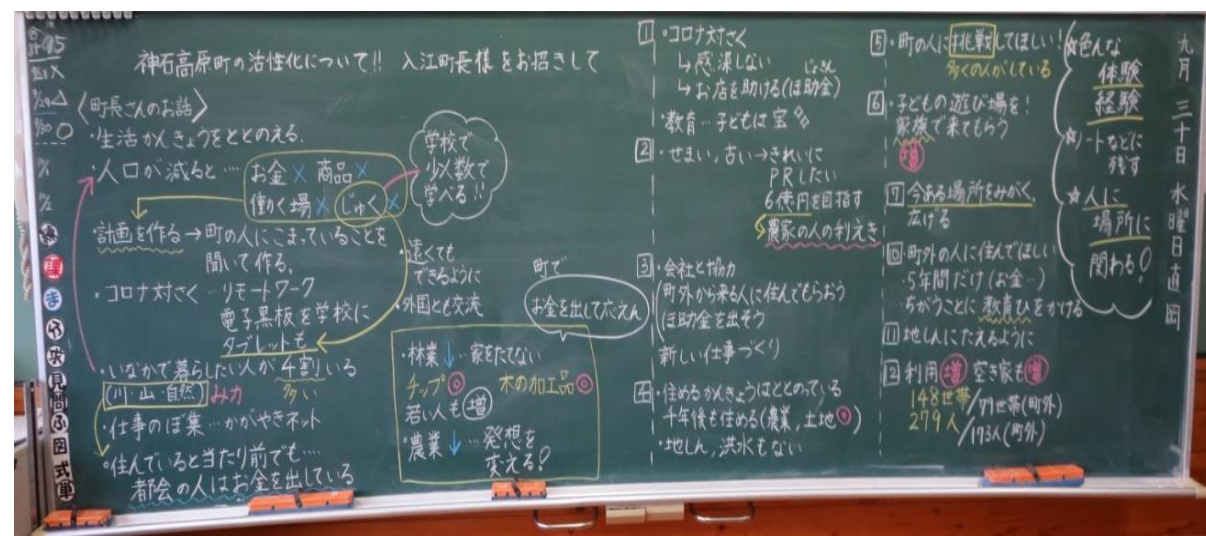 神石高原町の活性化について!! 入江町長様をお招きして
〈町長さんのお話〉
・生活かんきょうをととのえる.
・人口が減ると… お金× 商品×
働く場× じゅく×
学校で
少人数で
学べる!!
・計画を作る→町の人にこまっていることを
聞いて作る.
・コロナ対さく…リモートワーク
電子黒板を学校に
タブレットも
・遠くても
できるように
・外国とも交流
・いなかで暮らしたい人が4割いる
多い
(川・山・自然) み力
・仕事のぼ集…かがやきネット
・住んでいると当たり前でも…
都会の人はお金を出している
町で
お金を出して応えん
・林業↓…家をたてない
チップ◎ 木の加工品◎
若い人も増
・農業↓…発想を
変える!
1 ・コロナ対さく
↳感染しない
↳お店を助ける(ほ助金)
・教育…子どもは宝
2 ・せまい,古い→きれいに
PRしたい
6億円を目指す
農家の人の利えき
3 ・会社と協力
町外から来る人に住んでもらおう
ほ助金を出そう
新しい仕事づくり
4 ・住めるかんきょうはととのっている
千年後も住める(農業,土地◎)
・地しん,洪水もない
5 ・町の人に挑戦してほしい!
多くの人がしている
6 ・子どもの遊び場を!
家族で来てもらう
増
7 今ある場所をみがく,
広げる
10 ・町外の人に住んでほしい
・5年間だけ(お金…)
ちがうことに教育ひをかける
11 地しんにたえるように
12 利用増 空き家も増
148世帯/79世帯(町外)
279人/173人(町外)
☆色んな
体験
経験
☆ノートなどに
残す
☆人に
場所に
関わる!
九月三十日水曜日直岡